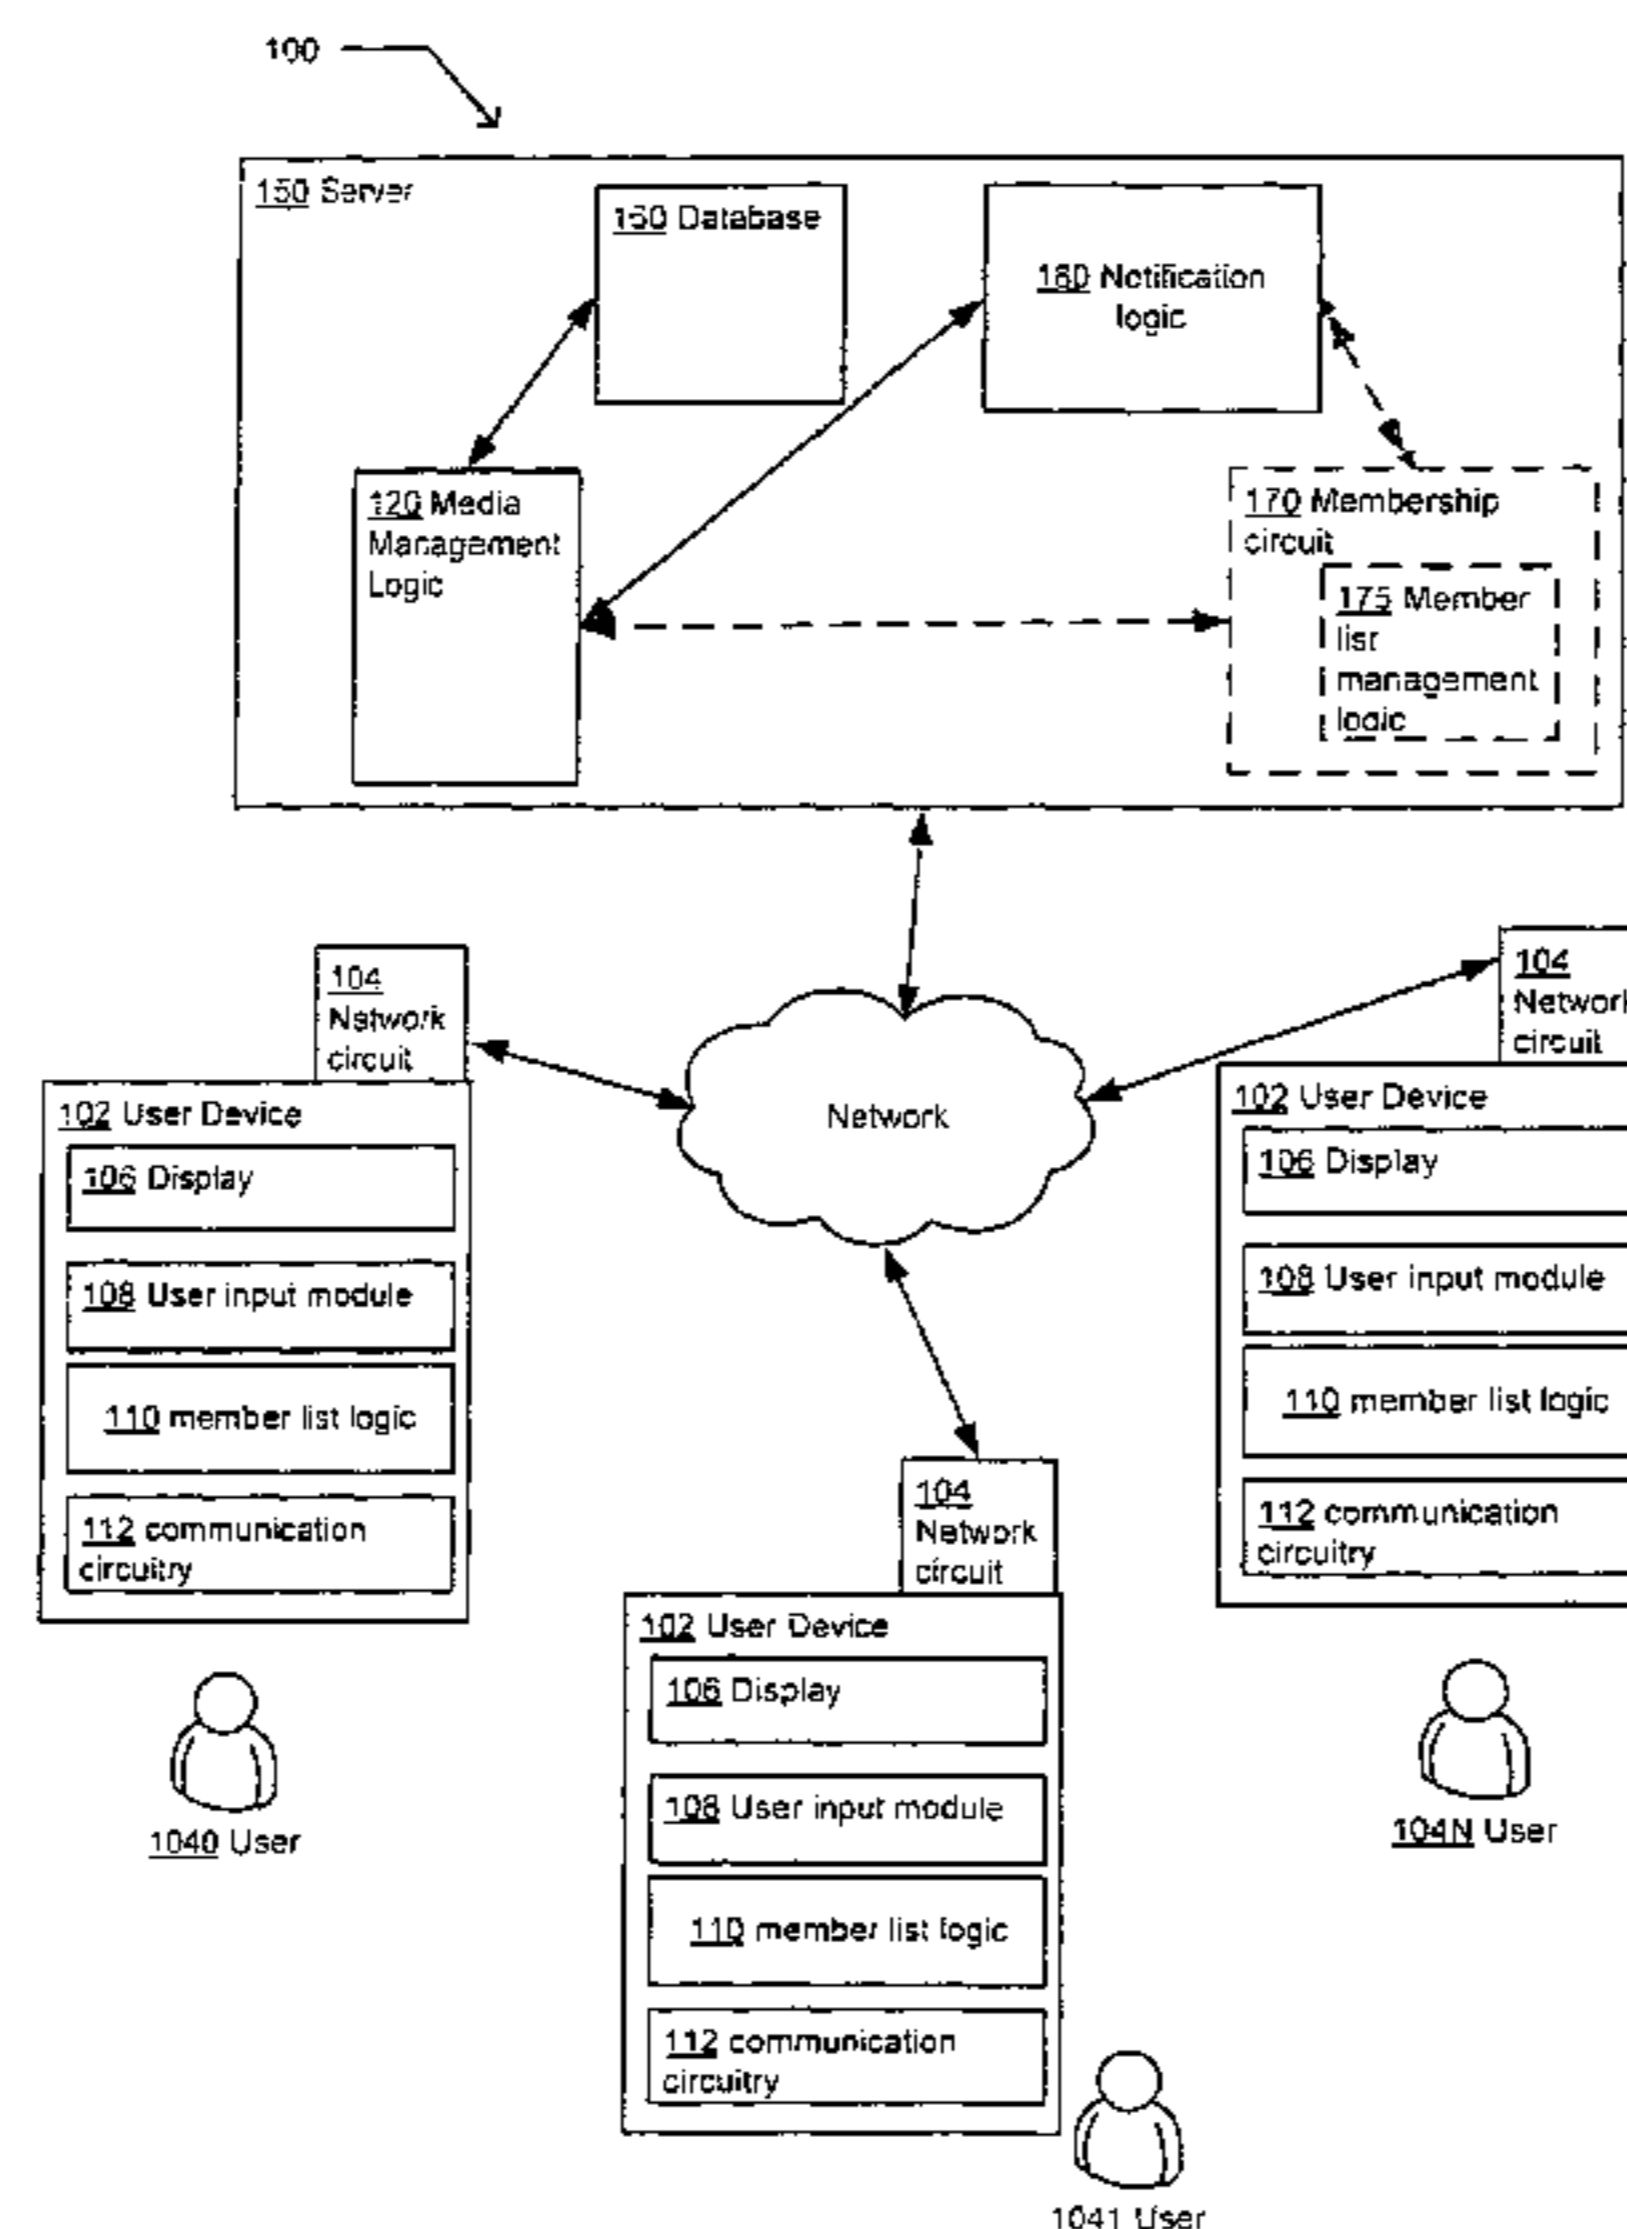 100
150 Server
160 Database
180 Notification
logic
120 Media
Management
Logic
170 Membership
circuit
175 Member
list
management
logic
104
Network
circuit
104
Network
circuit
102 User Device
106 Display
108 User input module
110 member list logic
112 communication
circuitry
Network
102 User Device
106 Display
108 User input module
110 member list logic
112 communication
circuitry
104
Network
circuit
102 User Device
106 Display
108 User input module
110 member list logic
112 communication
circuitry
1040 User
104N User
1041 User